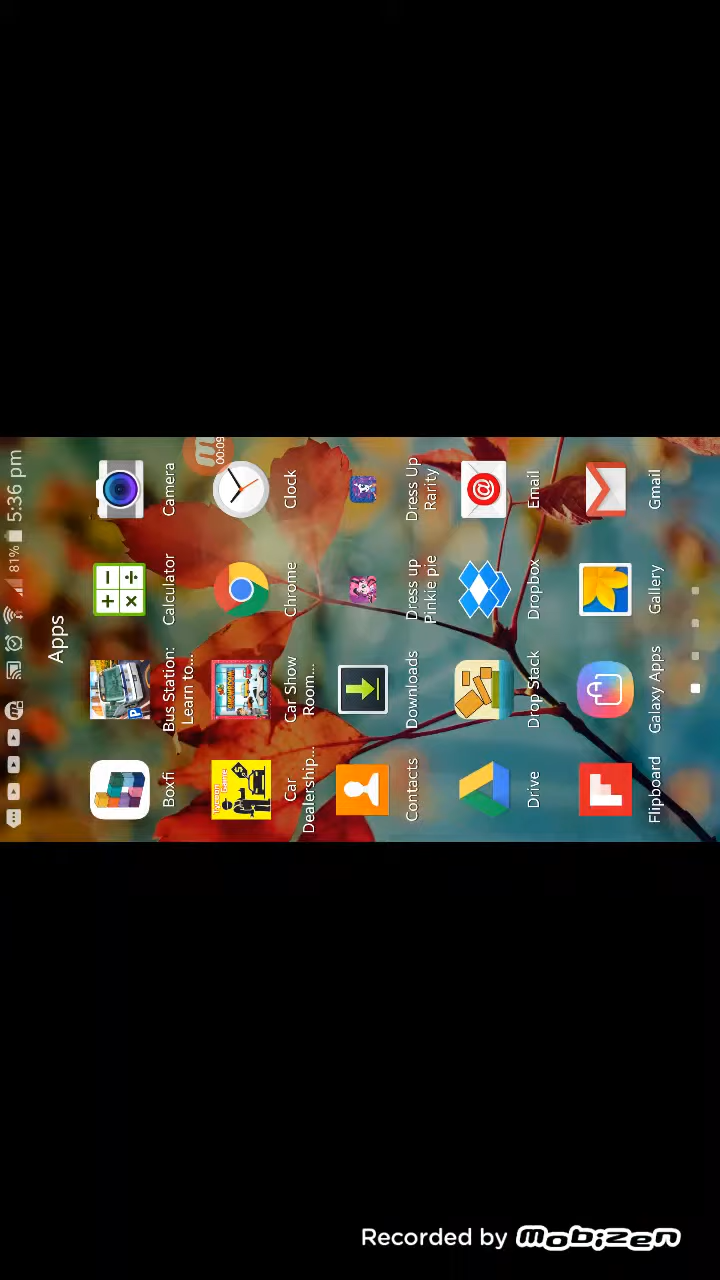 81% 5:36 pm
Apps
Boxfi
Bus Station:
Learn to...
Calculator
Camera
00:09
Car
Dealership...
Car Show
Room...
Chrome
Clock
Contacts
Downloads
Dress up
Pinkie pie
Dress Up
Rarity
Drive
Drop Stack
Dropbox
Email
Flipboard
Galaxy Apps
Gallery
Gmail
Recorded by Mobizen